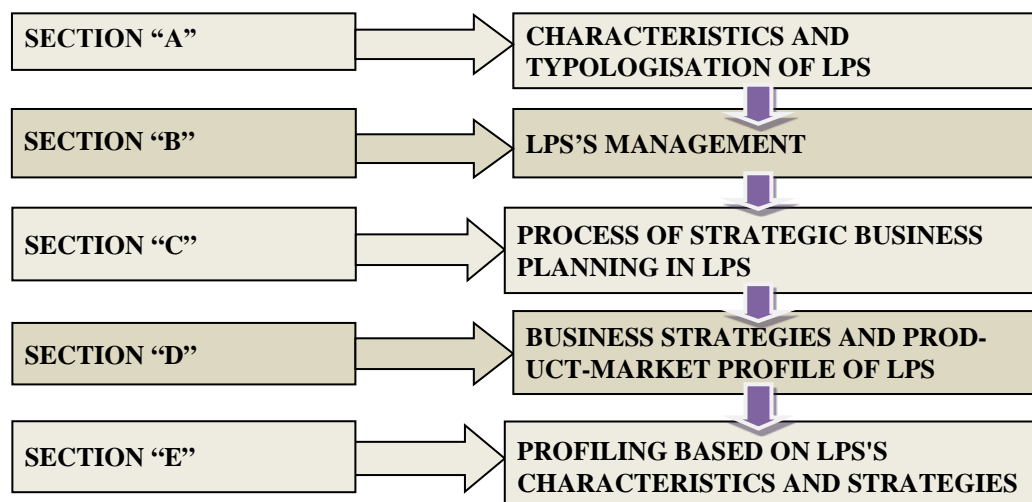 SECTION “A”
CHARACTERISTICS AND
TYPOLOGISATION OF LPS
SECTION “B”
LPS’S MANAGEMENT
SECTION “C”
PROCESS OF STRATEGIC BUSINESS
PLANNING IN LPS
SECTION “D”
BUSINESS STRATEGIES AND PROD-
UCT-MARKET PROFILE OF LPS
SECTION “E”
PROFILING BASED ON LPS'S
CHARACTERISTICS AND STRATEGIES